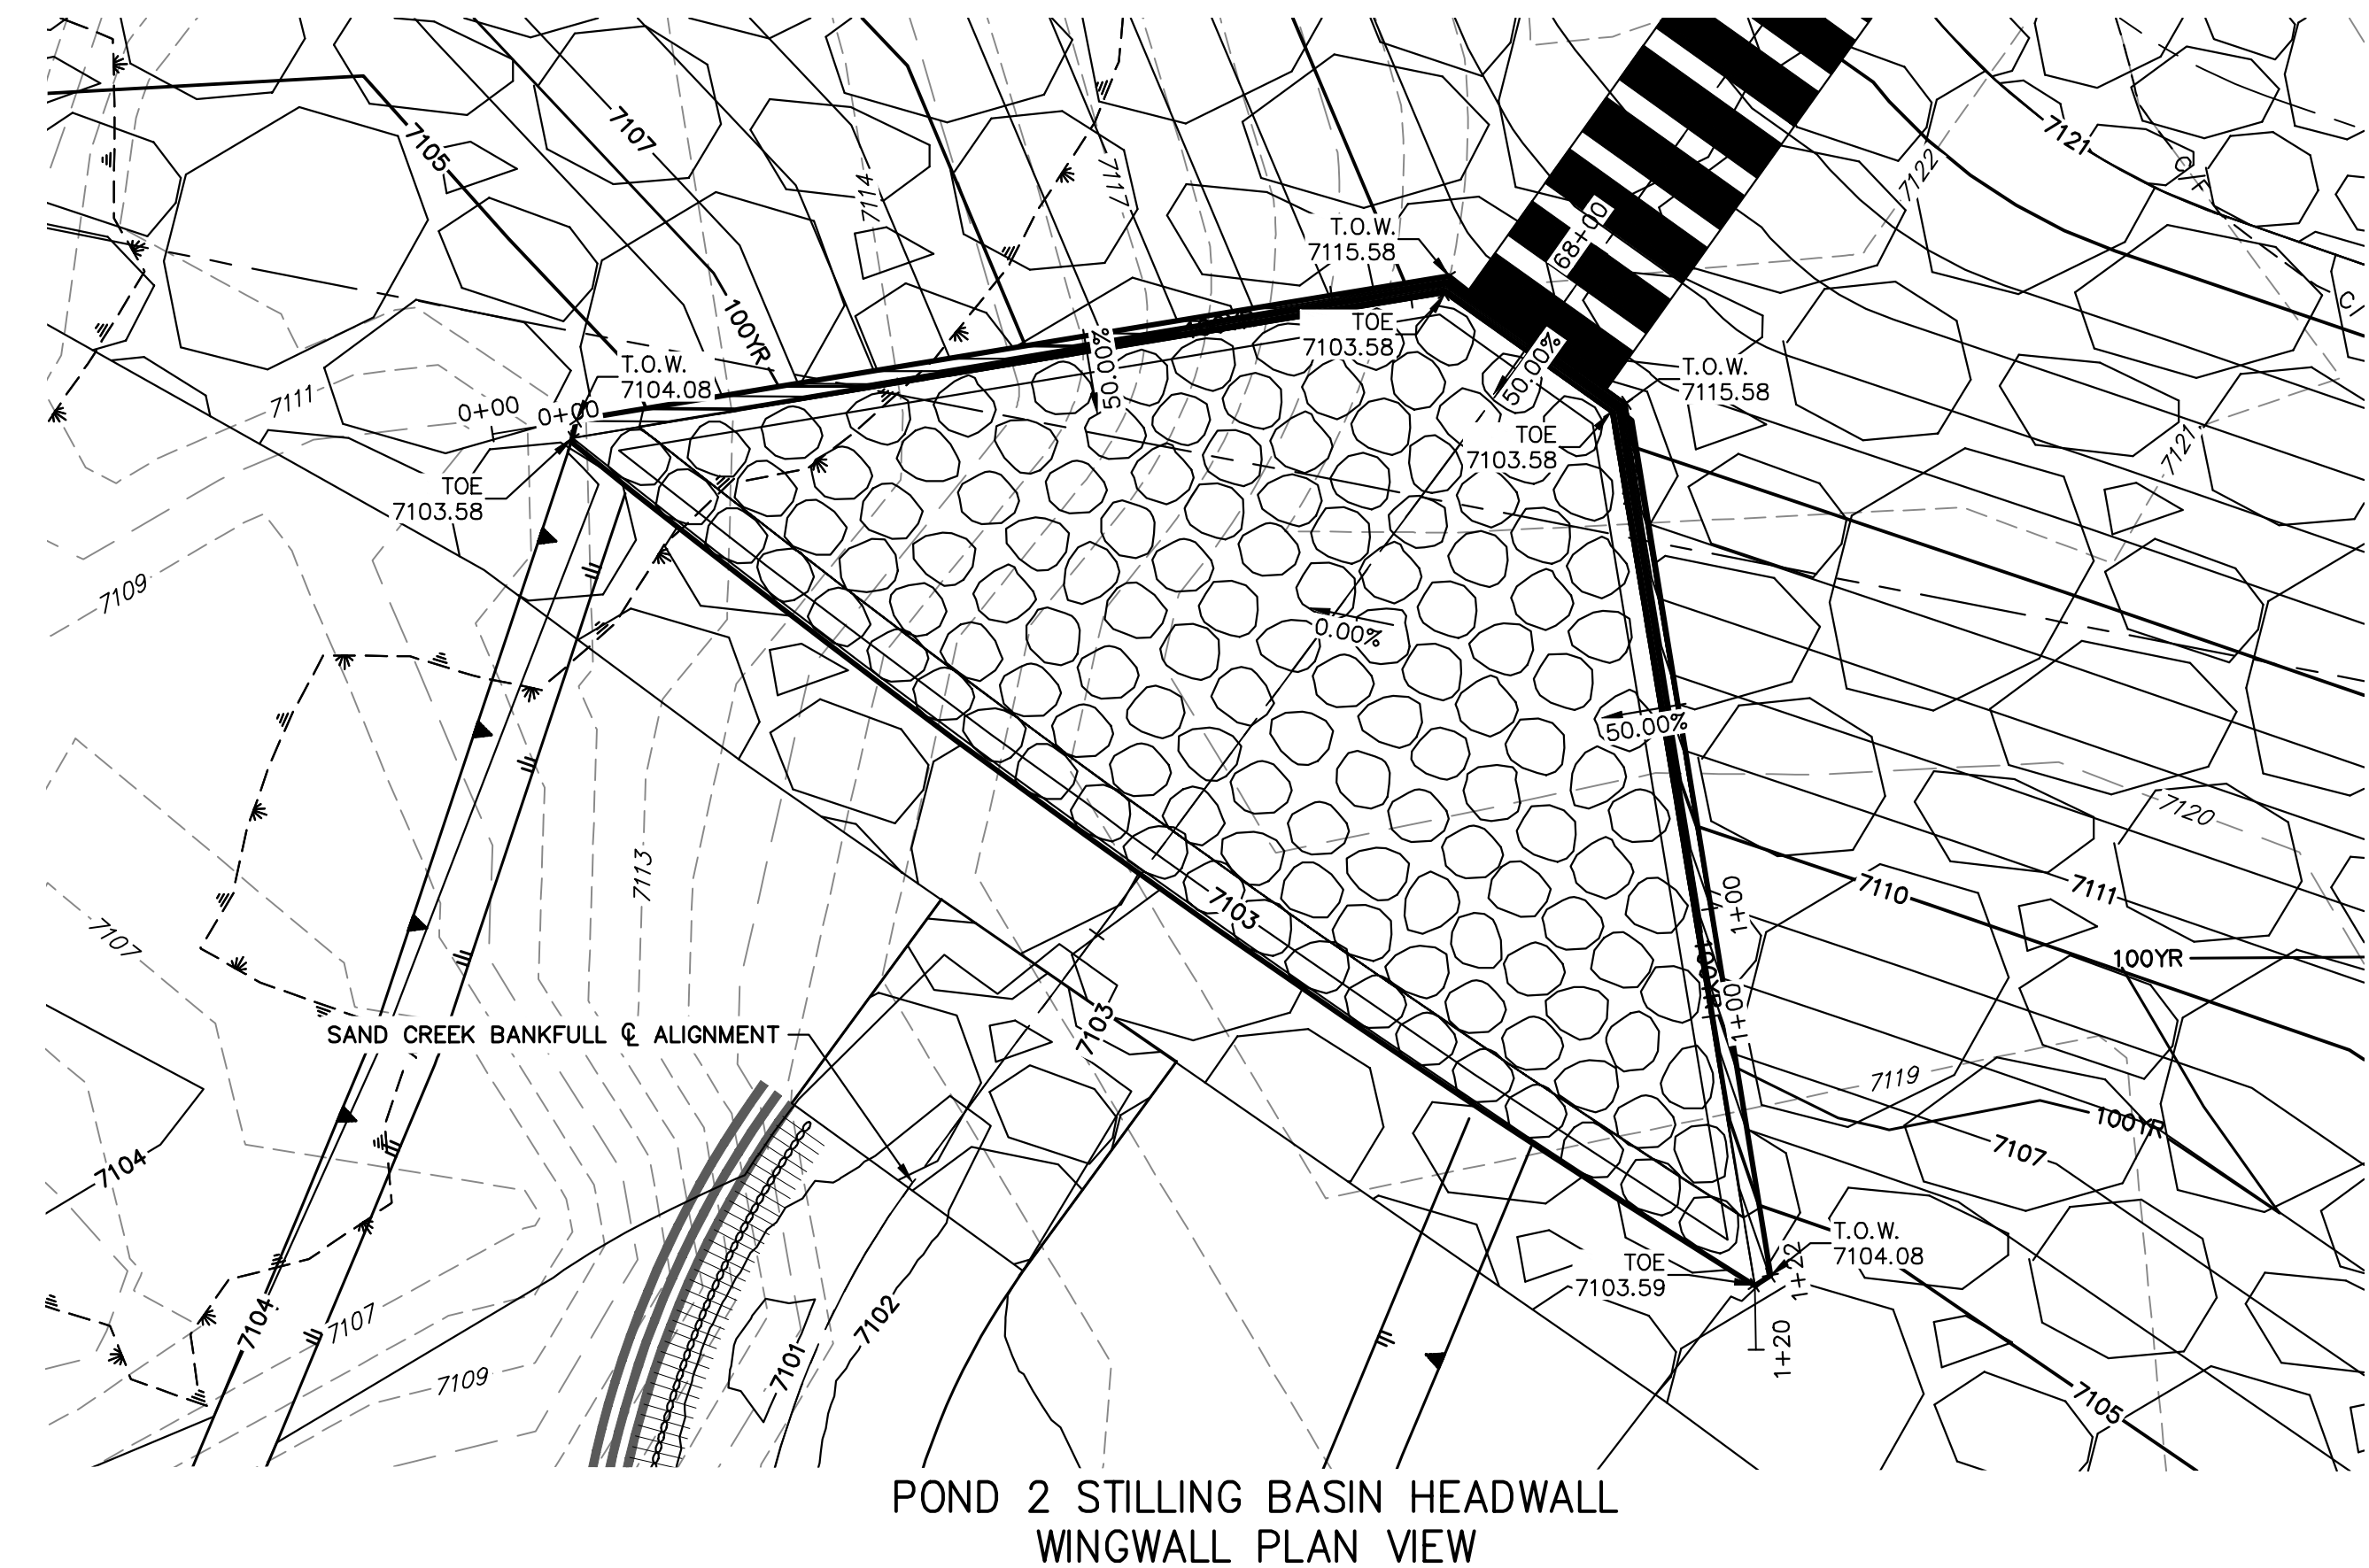 7105
7107
7114
7117
7122
7121
68+00
T.O.W.
7115.58
100YR
TOE
7103.58
50.00%
50.00%
T.O.W.
7104.08
T.O.W.
7115.58
7111
0+00
0+00
TOE
7103.58
7121
TOE
7103.58
7109
0.00%
50.00%
7120
7113
7103
7110
7111
1+00
7107
100YR
100YR
1+00
SAND CREEK BANKFULL ℄ ALIGNMENT
7103
7119
100YR
7104
7107
T.O.W.
7104.08
TOE
7103.59
1+22
7104
7107
7102
7101
1+20
7109
7105
POND 2 STILLING BASIN HEADWALL
WINGWALL PLAN VIEW